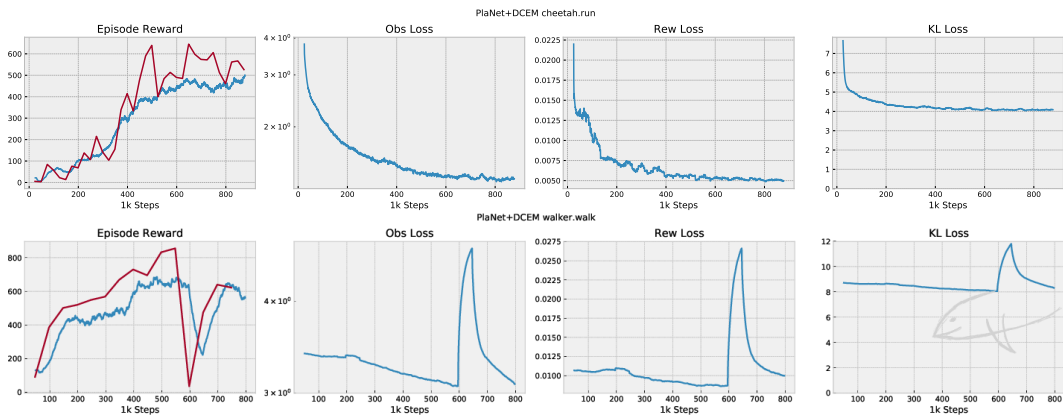 PlaNet+DCEM cheetah.run
Episode Reward
600
500
400
300
200
100
0
0 200 400 600 800
1k Steps
Obs Loss
4 × 10⁰
3 × 10⁰
2 × 10⁰
200 400 600 800
1k Steps
Rew Loss
0.0225
0.0200
0.0175
0.0150
0.0125
0.0100
0.0075
0.0050
200 400 600 800
1k Steps
KL Loss
7
6
5
4
3
2
1
0
0 200 400 600 800
1k Steps
PlaNet+DCEM walker.walk
Episode Reward
800
600
400
200
0
0 100 200 300 400 500 600 700 800
1k Steps
Obs Loss
4 × 10⁰
3 × 10⁰
100 200 300 400 500 600 700 800
1k Steps
Rew Loss
0.0275
0.0250
0.0225
0.0200
0.0175
0.0150
0.0125
0.0100
100 200 300 400 500 600 700 800
1k Steps
KL Loss
12
10
8
6
4
2
0
0 100 200 300 400 500 600 700 800
1k Steps